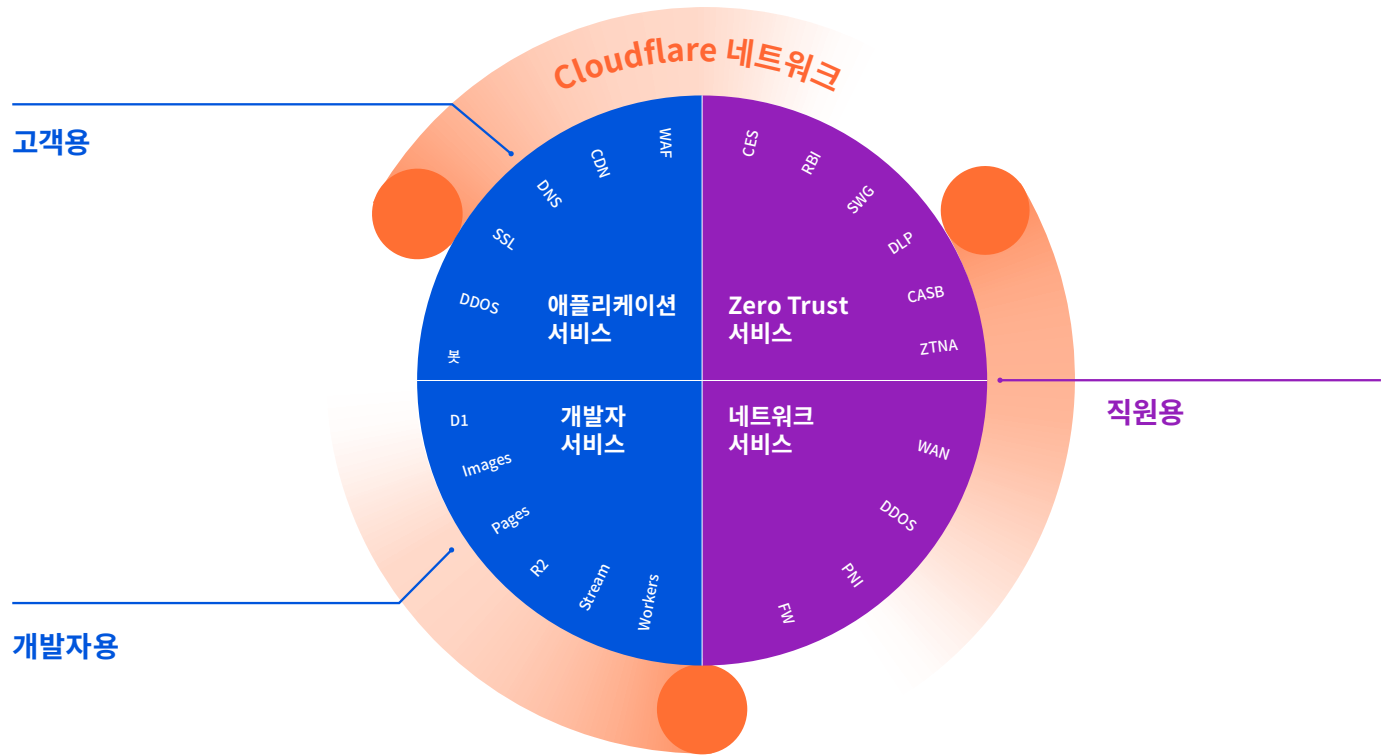 Cloudflare 네트워크
고객용
WAF
CDN
DNS
SSL
DDOS
봇
애플리케이션
서비스
CES
RBI
SWG
DLP
CASB
ZTNA
Zero Trust
서비스
직원용
개발자
서비스
D1
Images
Pages
R2
Stream
Workers
네트워크
서비스
WAN
DDOS
PNI
FW
개발자용